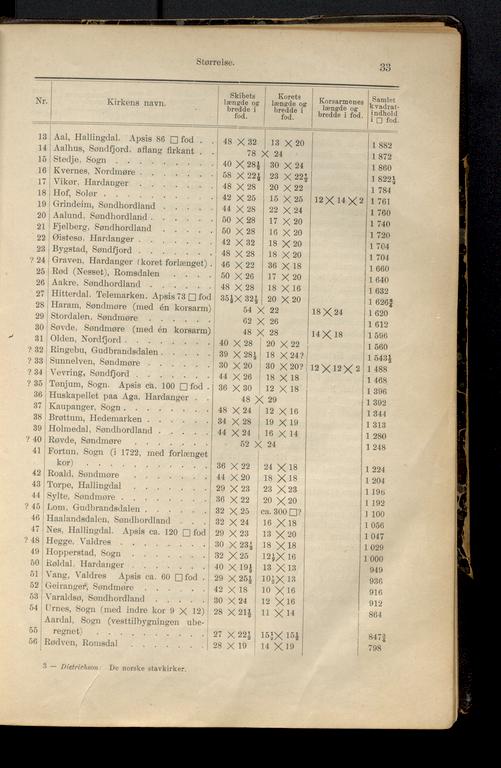 Størrelse.
33
Nr. Kirkens navn. Skibets længde og bredde i fod. Korets længde og bredde i fod. Korsarmenes længde og bredde i fod. Samlet kvadrat-indhold i □ fod.
13 Aal, Hallingdal. Apsis 86 □ fod . . 48 × 32 13 × 20 1 882
14 Aalhus, Søndfjord. aflang firkant . . 78 × 24 1 872
15 Stedje, Sogn 40 × 28½ 30 × 24 1 860
16 Kvernes, Nordmøre 58 × 22¼ 23 × 22½ 1 822½
17 Vikør, Hardanger 48 × 28 20 × 22 1 784
18 Hof, Solør 42 × 25 15 × 25 12 × 14 × 2 1 761
19 Grindeim, Søndhordland 44 × 28 22 × 24 1 760
20 Aalund, Søndhordland 50 × 28 17 × 20 1 740
21 Fjelberg, Søndhordland 50 × 28 16 × 20 1 720
22 Øistesø, Hardanger 42 × 32 18 × 20 1 704
23 Bygstad, Søndfjord 48 × 28 18 × 20 1 704
? 24 Graven, Hardanger (koret forlænget) . 46 × 22 36 × 18 1 660
25 Rød (Nesset), Romsdalen 50 × 26 17 × 20 1 640
26 Aakre, Søndhordland 48 × 28 18 × 16 1 632
27 Hitterdal. Telemarken. Apsis 73 □ fod 35½ × 32½ 20 × 20 1 626¾
28 Haram, Søndmøre (med én korsarm) 54 × 22 18 × 24 1 620
29 Stordalen, Søndmøre 62 × 26 1 612
30 Søvde, Søndmøre (med én korsarm) 48 × 28 14 × 18 1 596
31 Olden, Nordfjord 40 × 28 20 × 22 1 560
? 32 Ringebu, Gudbrandsdalen 39 × 28½ 18 × 24? 1 543½
? 33 Sunnelven, Søndmøre 30 × 20 30 × 20? 12 × 12 × 2 1 488
? 34 Vevring, Søndfjord 44 × 26 18 × 18 1 468
? 35 Tønjum, Sogn. Apsis ca. 100 □ fod . 36 × 30 12 × 18 1 396
36 Huskapellet paa Aga. Hardanger . . 48 × 29 1 392
37 Kaupanger, Sogn 48 × 24 12 × 16 1 344
38 Brøttum, Hedemarken 34 × 28 19 × 19 1 313
39 Holmedal, Søndhordland 44 × 24 16 × 14 1 280
? 40 Røvde, Søndmøre 52 × 24 1 248
41 Fortun, Sogn (i 1722, med forlænget
kor) 36 × 22 24 × 18 1 224
42 Roald, Søndmøre 44 × 20 18 × 18 1 204
43 Torpe, Hallingdal 29 × 23 23 × 23 1 196
44 Sylte, Søndmøre 36 × 22 20 × 20 1 192
? 45 Lom, Gudbrandsdalen 32 × 25 ca. 300 □? 1 100
46 Haalandsdalen, Søndhordland 32 × 24 16 × 18 1 056
47 Nes, Hallingdal. Apsis ca. 120 □ fod 29 × 23 13 × 20 1 047
? 48 Hegge, Valdres 30 × 23½ 18 × 18 1 029
49 Hopperstad, Sogn 32 × 25 12½ × 16 1 000
50 Røldal, Hardanger 40 × 19½ 13 × 13 949
51 Vang, Valdres Apsis ca. 60 □ fod . 29 × 25½ 10½ × 13 936
52 Geiranger, Søndmøre 42 × 18 10 × 16 916
53 Varaldsø, Søndhordland 30 × 24 12 × 16 912
54 Urnes, Sogn (med indre kor 9 × 12) 28 × 21½ 11 × 14 864
Aardal, Sogn (vesttilbygningen ube-
55 regnet) 27 × 22½ 15½ × 15½ 847¾
56 Rødven, Romsdal 28 × 19 14 × 19 798
3 — Dietrichson: De norske stavkirker.